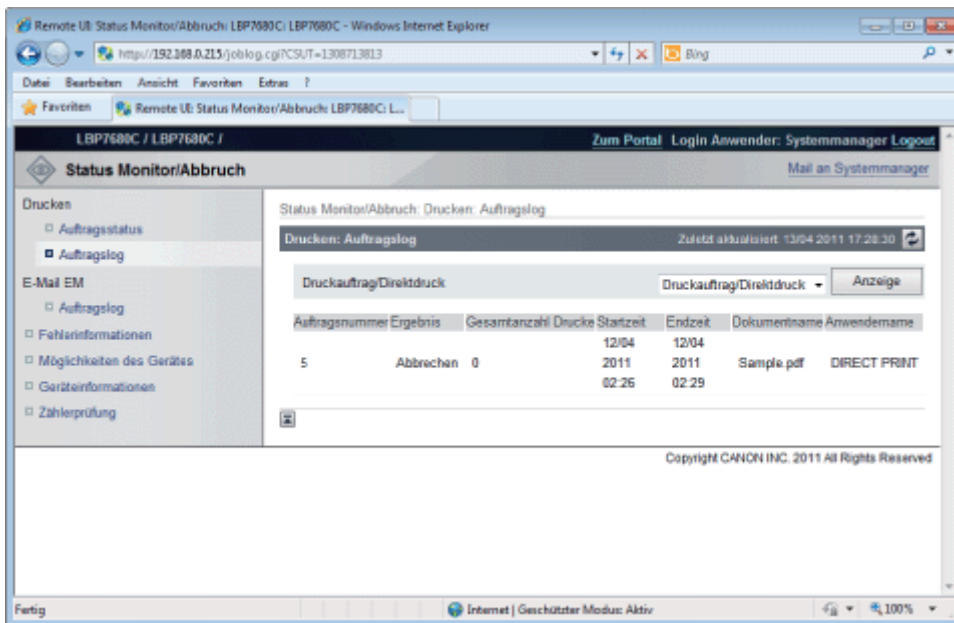 Remote UI: Status Monitor/Abbruch: LBP7680C: LBP7680C - Windows Internet Explorer
http://192.168.0.215/joblog.cgi?CSUT=1308713813
Bing
Datei Bearbeiten Ansicht Favoriten Extras ?
Favoriten Remote UI: Status Monitor/Abbruch: LBP7680C: L...
LBP7680C / LBP7680C / Zum Portal Login Anwender: Systemmanager Logout
Status Monitor/Abbruch Mail an Systemmanager
Drucken
Auftragsstatus
Auftragslog
E-Mail EM
Auftragslog
Fehlerinformationen
Möglichkeiten des Gerätes
Geräteinformationen
Zählerprüfung
Status Monitor/Abbruch: Drucken: Auftragslog
Drucken: Auftragslog Zuletzt aktualisiert: 13/04 2011 17:28:30
Druckauftrag/Direktdruck Druckauftrag/Direktdruck Anzeige
Auftragsnummer Ergebnis Gesamtanzahl Drucke Startzeit Endzeit Dokumentname Anwendername
12/04 12/04
5 Abbrechen 0 2011 2011 Sample.pdf DIRECT PRINT
02:26 02:29
Copyright CANON INC. 2011 All Rights Reserved
Fertig Internet | Geschützter Modus: Aktiv 100%